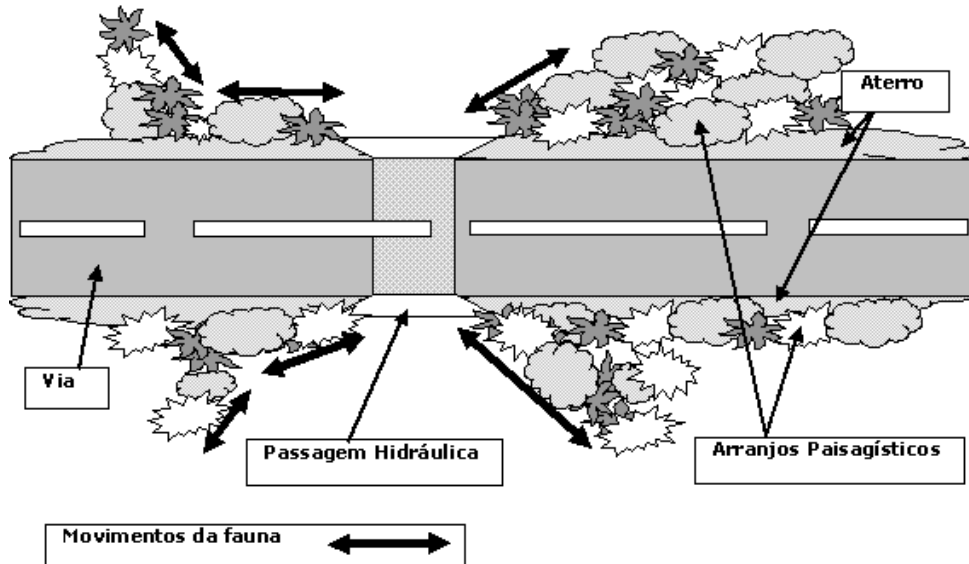 Aterro
Via
Passagem Hidráulica
Arranjos Paisagísticos
Movimentos da fauna